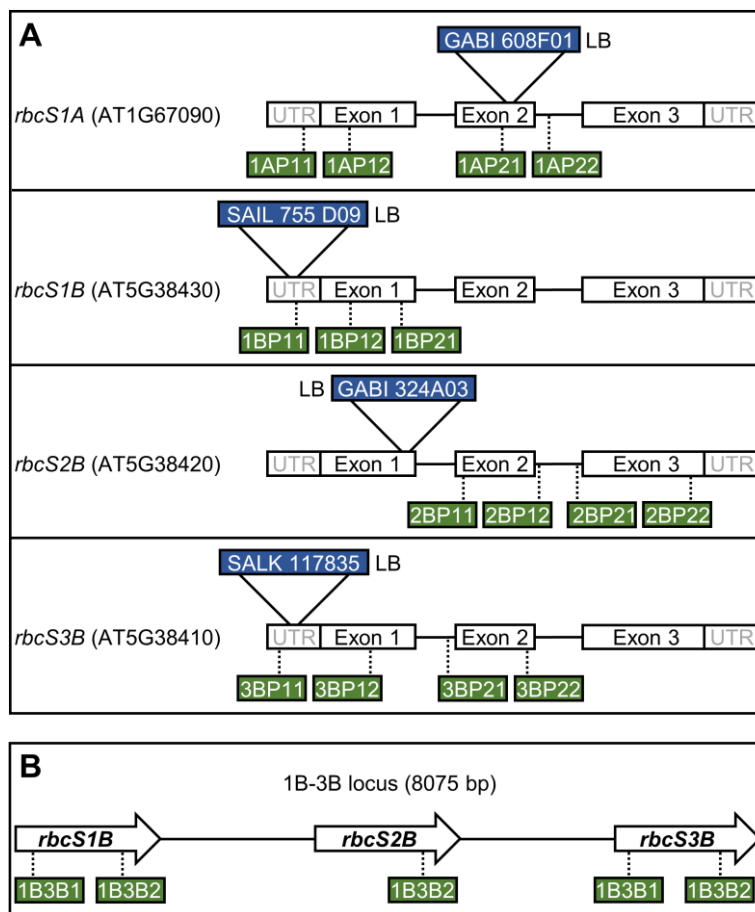 A
GABI 608F01 LB
rbcS1A (AT1G67090) UTR Exon 1 Exon 2 Exon 3 UTR
1AP11 1AP12 1AP21 1AP22
SAIL 755 D09 LB
rbcS1B (AT5G38430) UTR Exon 1 Exon 2 Exon 3 UTR
1BP11 1BP12 1BP21
LB GABI 324A03
rbcS2B (AT5G38420) UTR Exon 1 Exon 2 Exon 3 UTR
2BP11 2BP12 2BP21 2BP22
SALK 117835 LB
rbcS3B (AT5G38410) UTR Exon 1 Exon 2 Exon 3 UTR
3BP11 3BP12 3BP21 3BP22
B
1B-3B locus (8075 bp)
rbcS1B rbcS2B rbcS3B
1B3B1 1B3B2 1B3B2 1B3B1 1B3B2